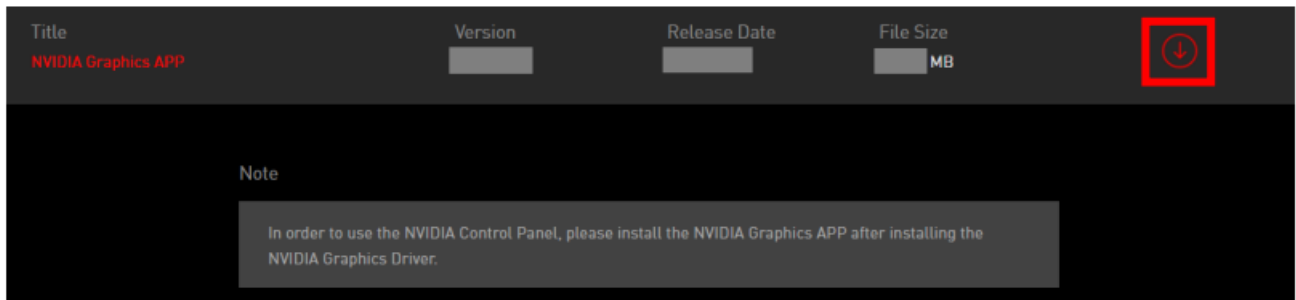 Title Version Release Date File Size
NVIDIA Graphics APP MB
Note
In order to use the NVIDIA Control Panel, please install the NVIDIA Graphics APP after installing the
NVIDIA Graphics Driver.